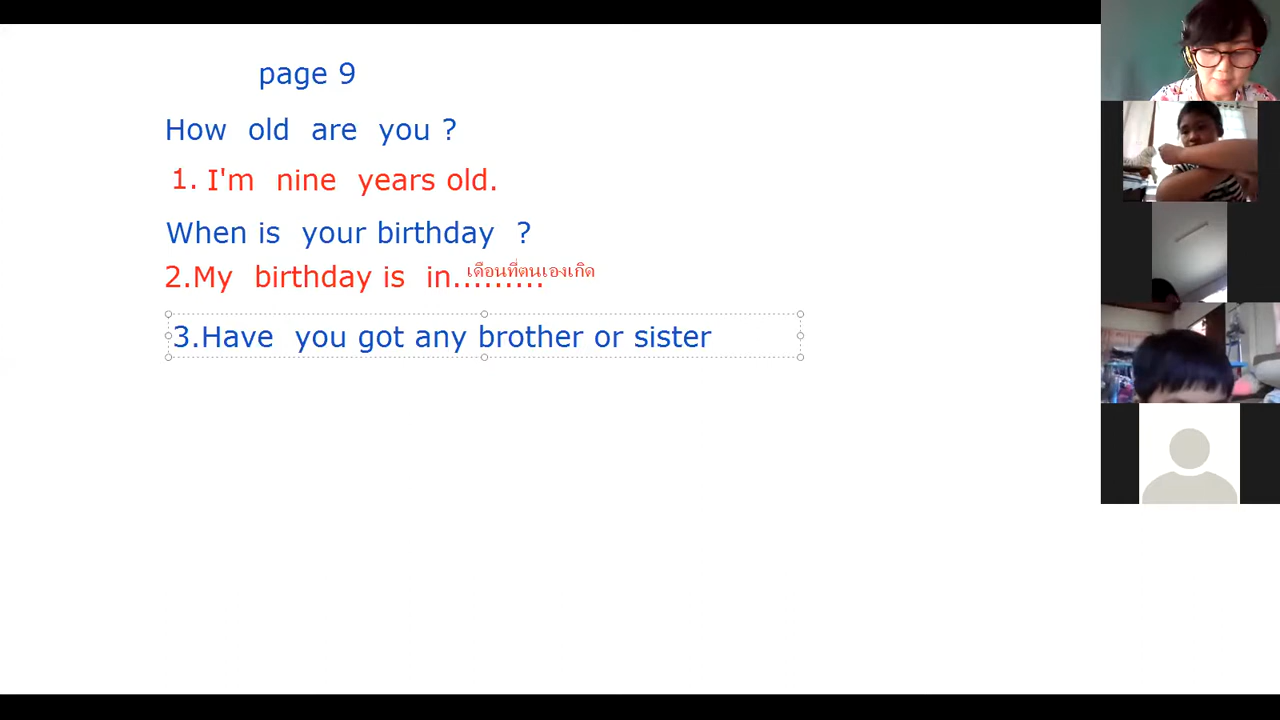 page 9
How old are you ?
1. I'm nine years old.
When is your birthday ?
2.My birthday is in.........เดือนที่ตนเองเกิด
3.Have you got any brother or sister